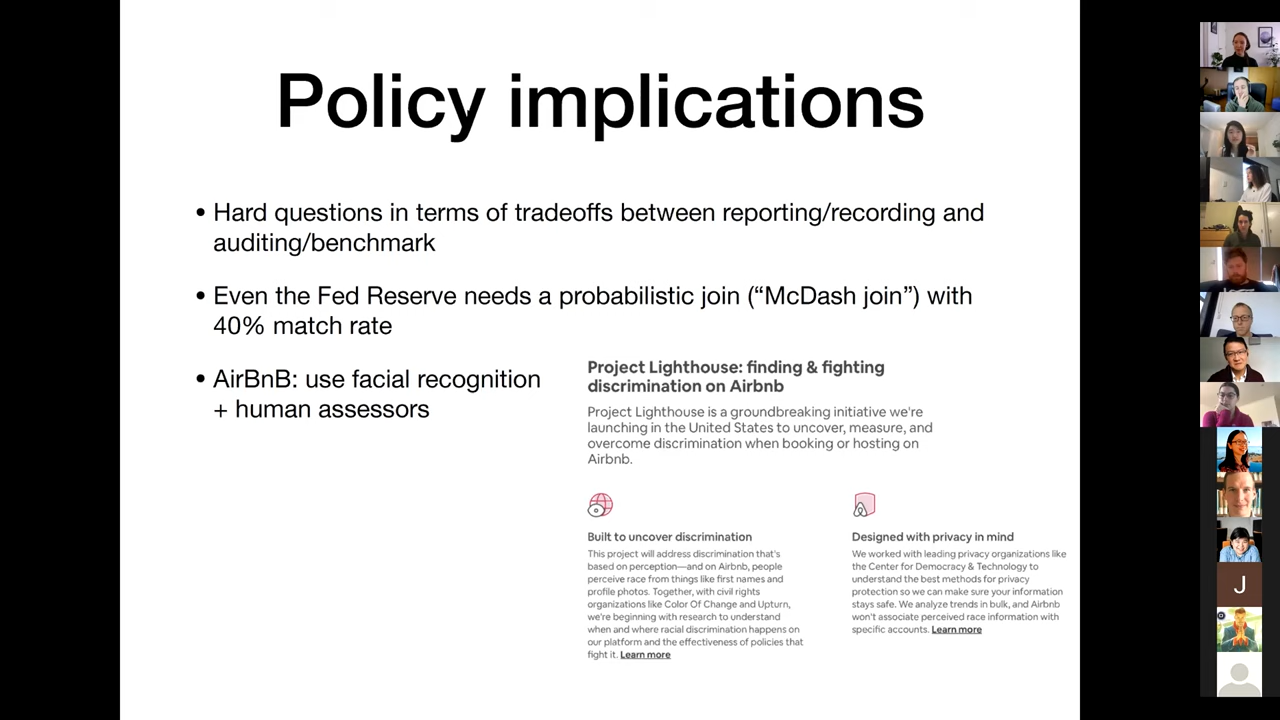 Policy implications
• Hard questions in terms of tradeoffs between reporting/recording and
auditing/benchmark
• Even the Fed Reserve needs a probabilistic join (“McDash join”) with
40% match rate
• AirBnB: use facial recognition
+ human assessors
Project Lighthouse: finding & fighting
discrimination on Airbnb
Project Lighthouse is a groundbreaking initiative we're
launching in the United States to uncover, measure, and
overcome discrimination when booking or hosting on
Airbnb.
Built to uncover discrimination
This project will address discrimination that's
based on perception—and on Airbnb, people
perceive race from things like first names and
profile photos. Together, with civil rights
organizations like Color Of Change and Upturn,
we're beginning with research to understand
when and where racial discrimination happens on
our platform and the effectiveness of policies that
fight it. Learn more
Designed with privacy in mind
We worked with leading privacy organizations like
the Center for Democracy & Technology to
understand the best methods for privacy
protection so we can make sure your information
stays safe. We analyze trends in bulk, and Airbnb
won't associate perceived race information with
specific accounts. Learn more
J